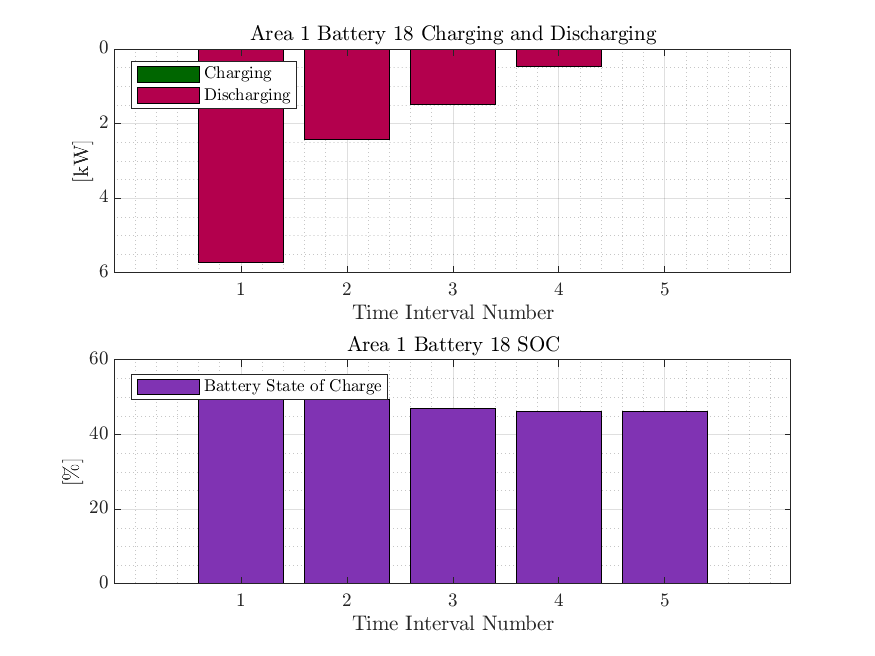 Area 1 Battery 18 Charging and Discharging
0
2
4
6
[kW]
Charging
Discharging
1 2 3 4 5
Time Interval Number
Area 1 Battery 18 SOC
60
40
20
0
[%]
Battery State of Charge
1 2 3 4 5
Time Interval Number